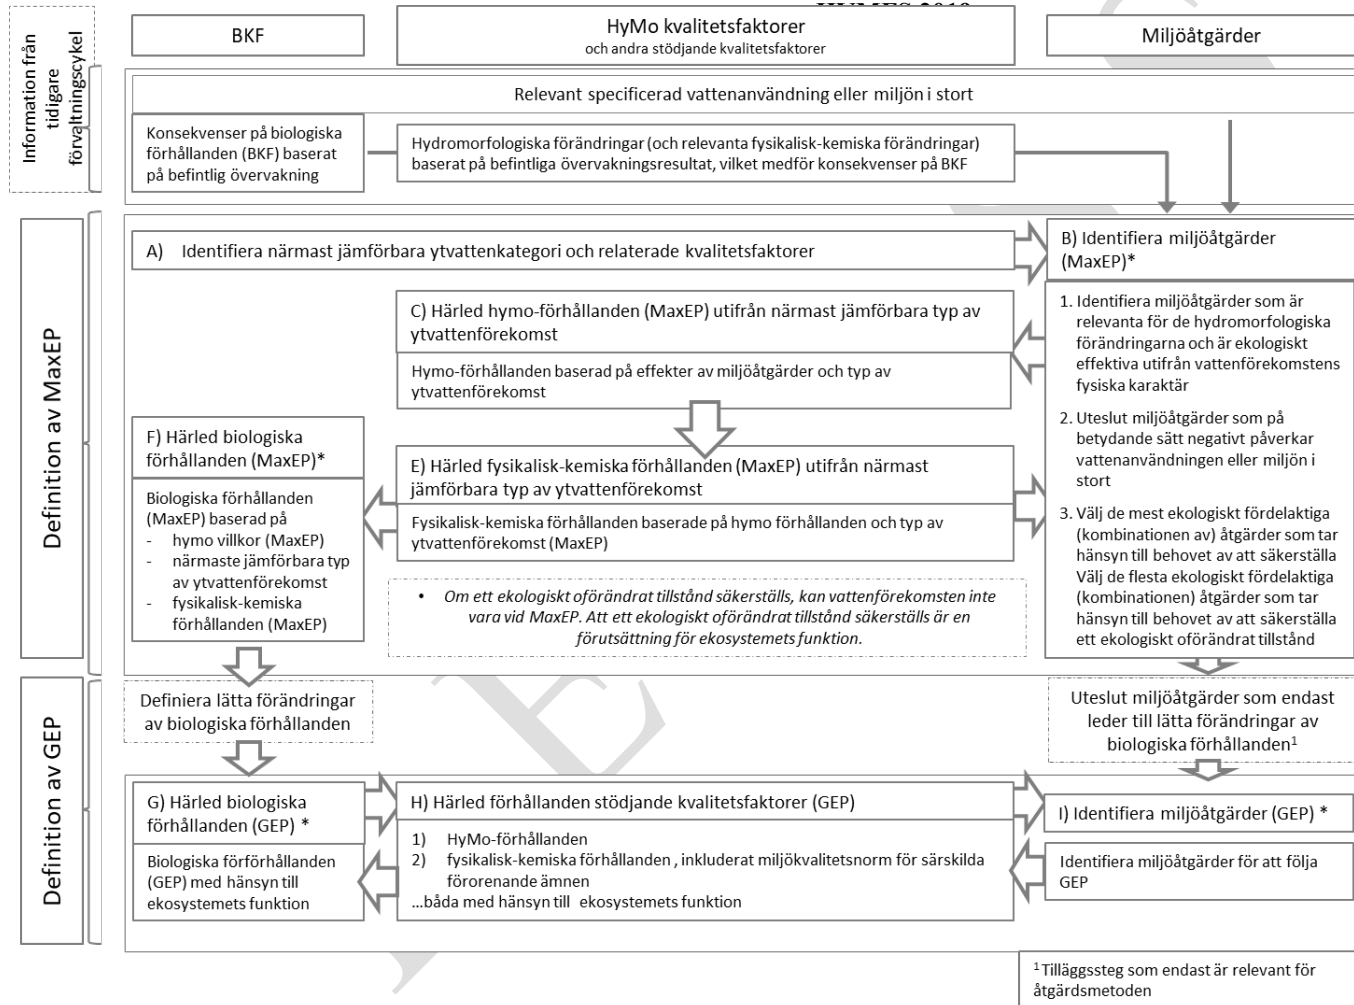 HUMES 2019
BKF
HyMo kvalitetsfaktorer
och andra stödjande kvalitetsfaktorer
Miljöåtgärder
Information från
tidigare
förvaltningscykel
Relevant specificerad vattenanvändning eller miljön i stort
Konsekvenser på biologiska
förhållanden (BKF) baserat
på befintlig övervakning
Hydromorfologiska förändringar (och relevanta fysikalisk-kemiska förändringar)
baserat på befintliga övervakningsresultat, vilket medför konsekvenser på BKF
Definition av MaxEP
A) Identifiera närmast jämförbara ytvattenkategori och relaterade kvalitetsfaktorer
B) Identifiera miljöåtgärder
(MaxEP)*
1. Identifiera miljöåtgärder som är
relevanta för de hydromorfologiska
förändringarna och är ekologiskt
effektiva utifrån vattenförekomstens
fysiska karaktär
2. Uteslut miljöåtgärder som på
betydande sätt negativt påverkar
vattenanvändningen eller miljön i
stort
3. Välj de mest ekologiskt fördelaktiga
(kombinationen av) åtgärder som tar
hänsyn till behovet av att säkerställa
Välj de flesta ekologiskt fördelaktiga
(kombinationen) åtgärder som tar
hänsyn till behovet av att säkerställa
ett ekologiskt oförändrat tillstånd
C) Härled hymo-förhållanden (MaxEP) utifrån närmast jämförbara typ av
ytvattenförekomst
Hymo-förhållanden baserad på effekter av miljöåtgärder och typ av
ytvattenförekomst
E) Härled fysikalisk-kemiska förhållanden (MaxEP) utifrån närmast
jämförbara typ av ytvattenförekomst
Fysikalisk-kemiska förhållanden baserade på hymo förhållanden och typ av
ytvattenförekomst (MaxEP)
F) Härled biologiska
förhållanden (MaxEP)*
Biologiska förhållanden
(MaxEP) baserad på
- hymo villkor (MaxEP)
- närmaste jämförbara typ
av ytvattenförekomst
- fysikalisk-kemiska
förhållanden (MaxEP)
• Om ett ekologiskt oförändrat tillstånd säkerställs, kan vattenförekomsten inte
vara vid MaxEP. Att ett ekologiskt oförändrat tillstånd säkerställs är en
förutsättning för ekosystemets funktion.
Definition av GEP
Definiera lätta förändringar
av biologiska förhållanden
Uteslut miljöåtgärder som endast
leder till lätta förändringar av
biologiska förhållanden¹
G) Härled biologiska
förhållanden (GEP) *
Biologiska förförhållanden
(GEP) med hänsyn till
ekosystemets funktion
H) Härled förhållanden stödjande kvalitetsfaktorer (GEP)
1) HyMo-förhållanden
2) fysikalisk-kemiska förhållanden , inkluderat miljökvalitetsnorm för särskilda
förorenande ämnen
...båda med hänsyn till ekosystemets funktion
I) Identifiera miljöåtgärder (GEP) *
Identifiera miljöåtgärder för att följa
GEP
¹ Tilläggssteg som endast är relevant för
åtgärdsmetoden